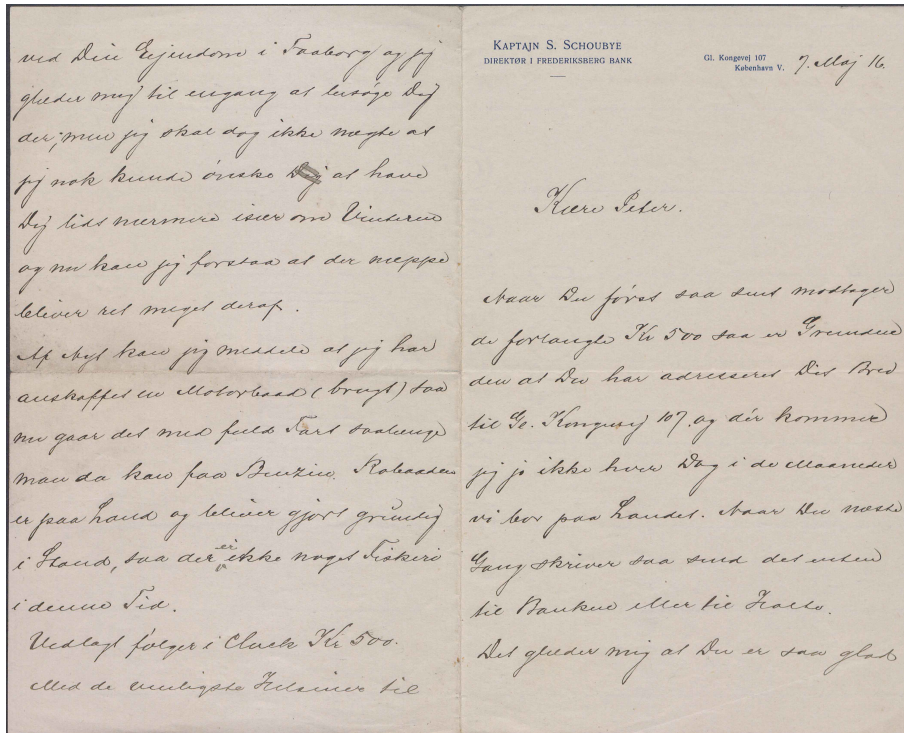 KAPTAJN S. SCHOUBYE
DIREKTØR I FREDERIKSBERG BANK
Gl. Kongevej 107
København V.
7. Maj 16.
Kære Peter.
Naar Du først saa sent modtager
de forlangte Kr 500 saa er Grunden
den at Du har adresseret Dit Brev
til Gl. Kongevej 107 og dér kommer
jeg jo ikke hver Dag i de Maaneder
vi bor paa Landet. Naar Du næste
Gang skriver saa send det enten
til Banken eller til Holte.
Det glæder mig at Du er saa glad
ved Din Ejendom i Faaborg og jeg
glæder mig til engang at besøge Dig
der; men jeg skal dog ikke nægte at
jeg nok kunde ønske at have
Dig lidt nærmere især om Vinteren
og nu kan jeg forstaa at der næppe
bliver ret meget deraf.
Af Nyt kan jeg meddele at jeg har
anskaffet en Motorbaad (brugt) saa
nu gaar det med fuld Fart saalænge
man da kan faa Benzin. Robaaden
er paa Land og bliver gjort grundig
i Stand, saa der er ikke noget Fiskeri
i denne Tid.
Vedlagt følger i Check Kr 500.
Med de venligste Hilsner til